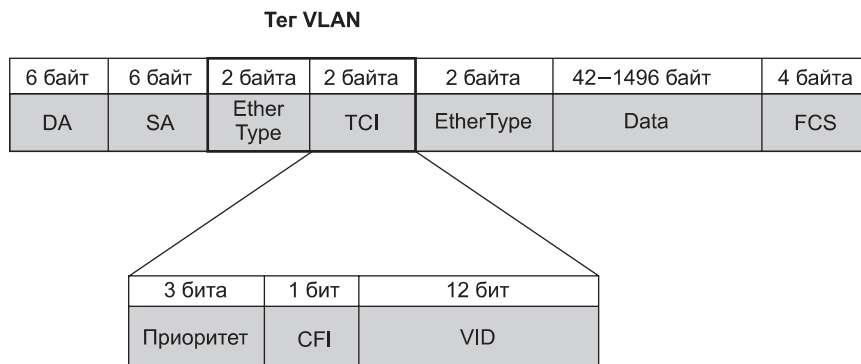 Тег VLAN
6 байт 6 байт 2 байта 2 байта 2 байта 42–1496 байт 4 байта
DA SA Ether Type TCI EtherType Data FCS
3 бита 1 бит 12 бит
Приоритет CFI VID